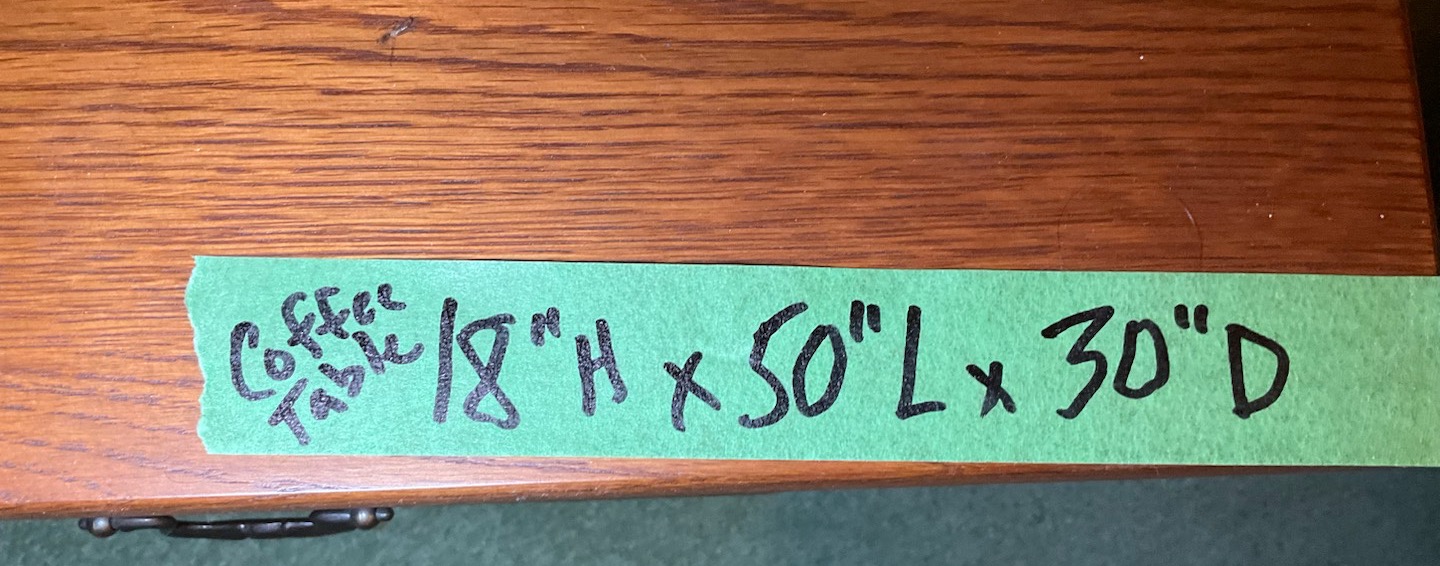 Coffee
Table 18"H x 50"L x 30"D